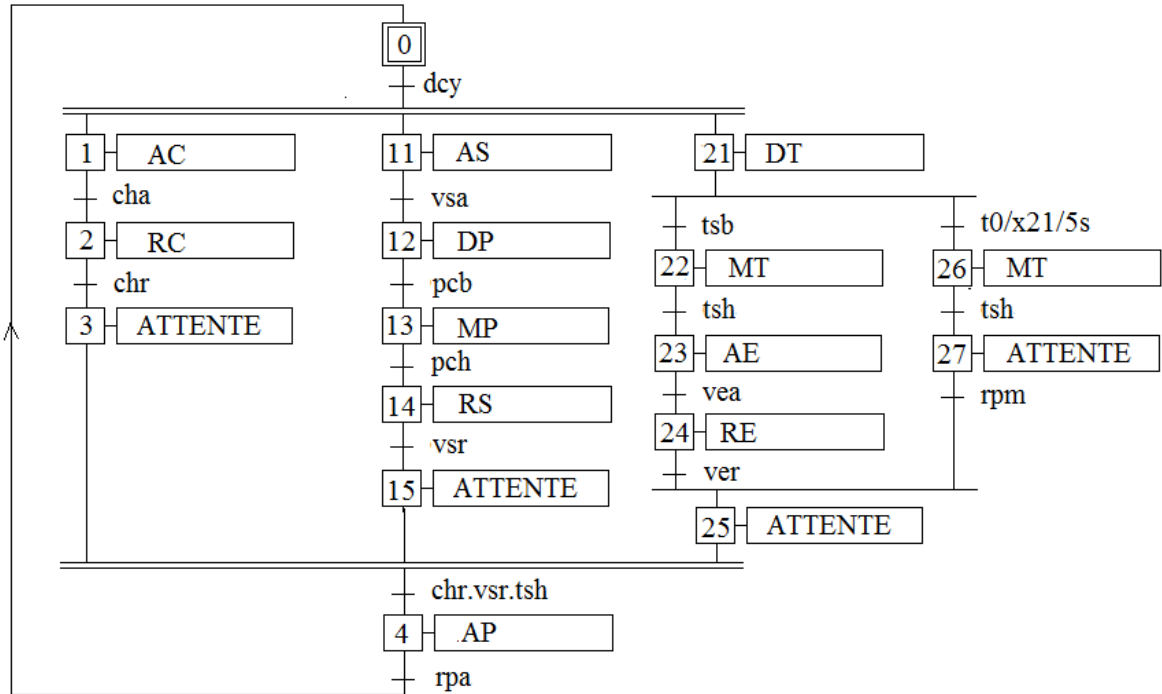 0
dcy
1 AC 11 AS 21 DT
cha vsa tsb t0/x21/5s
2 RC 12 DP 22 MT 26 MT
chr pcb tsh tsh
3 ATTENTE 13 MP 23 AE 27 ATTENTE
pch vea rpm
14 RS 24 RE
vsr ver
15 ATTENTE 25 ATTENTE
chr.vsr.tsh
4 AP
rpa